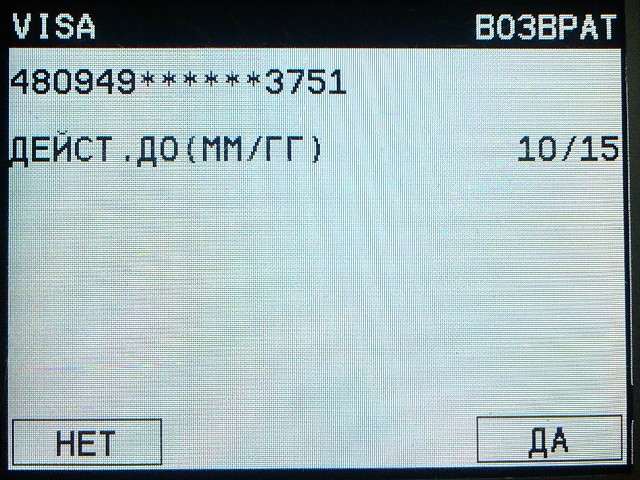 VISA ВОЗВРАТ
480949******3751
ДЕЙСТ.ДО(ММ/ГГ) 10/15
НЕТ ДА